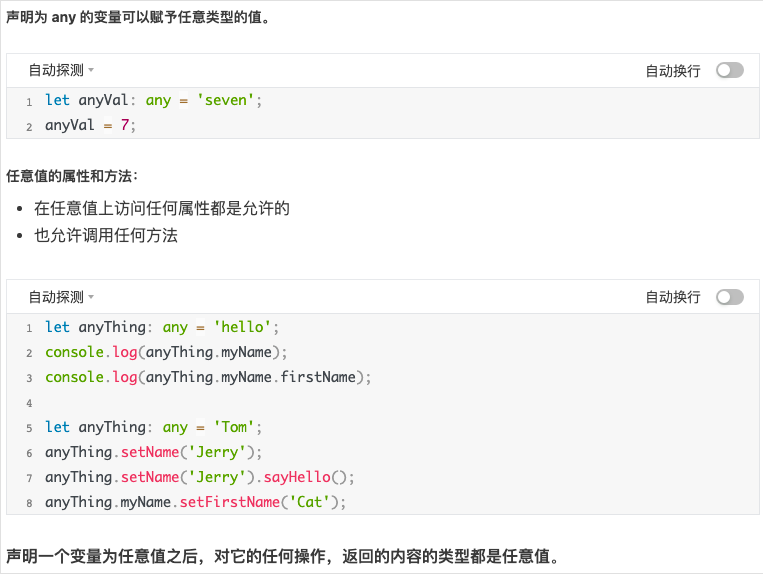 声明为 any 的变量可以赋予任意类型的值。
自动探测 自动换行
1 let anyVal: any = 'seven';
2 anyVal = 7;
任意值的属性和方法：
• 在任意值上访问任何属性都是允许的
• 也允许调用任何方法
自动探测 自动换行
1 let anyThing: any = 'hello';
2 console.log(anyThing.myName);
3 console.log(anyThing.myName.firstName);
4
5 let anyThing: any = 'Tom';
6 anyThing.setName('Jerry');
7 anyThing.setName('Jerry').sayHello();
8 anyThing.myName.setFirstName('Cat');
声明一个变量为任意值之后，对它的任何操作，返回的内容的类型都是任意值。